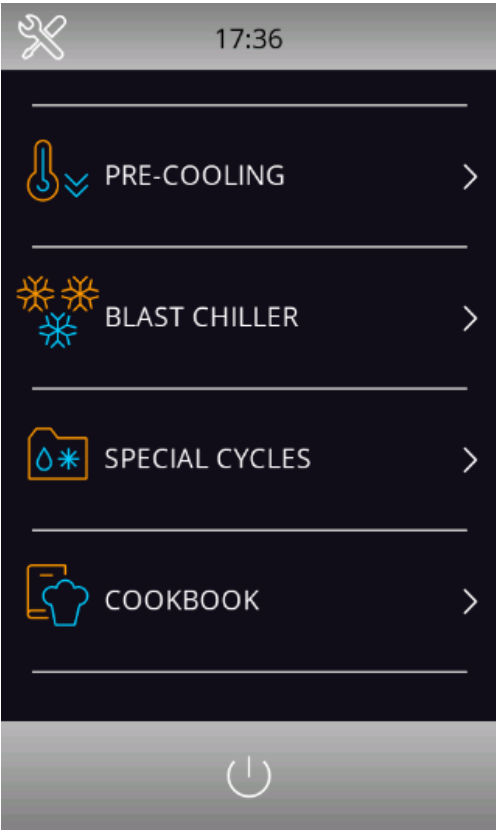 17:36
PRE-COOLING
BLAST CHILLER
SPECIAL CYCLES
COOKBOOK